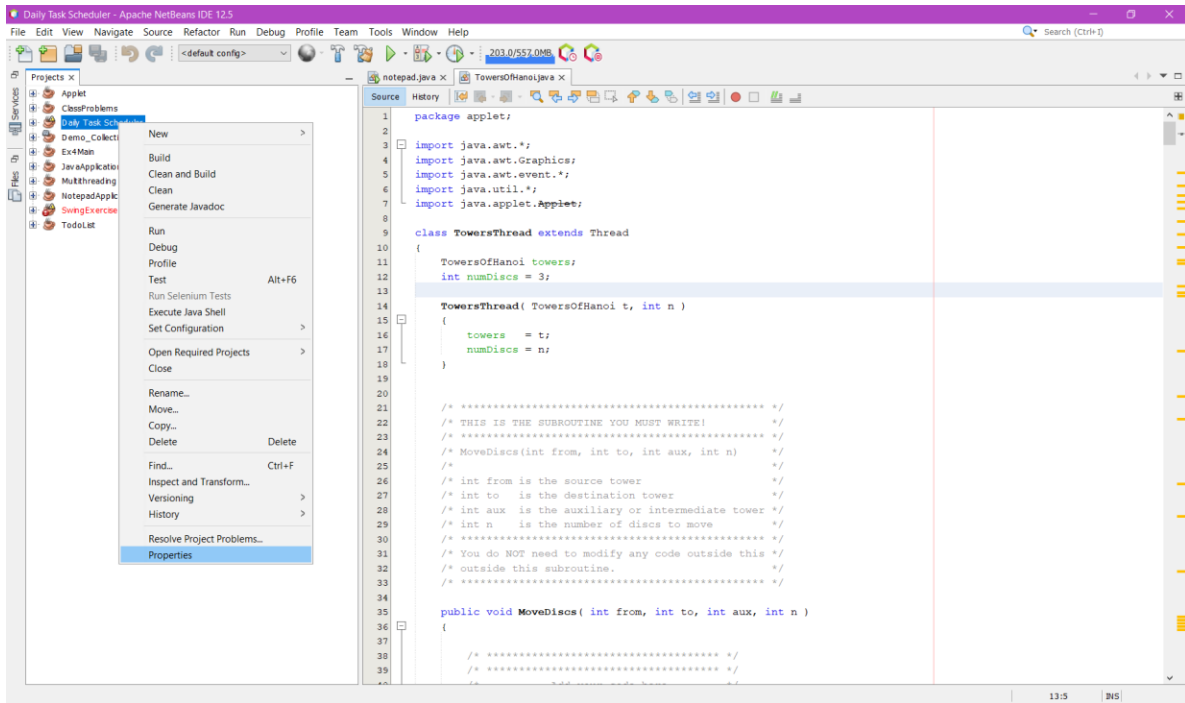 Daily Task Scheduler - Apache NetBeans IDE 12.5
File Edit View Navigate Source Refactor Run Debug Profile Team Tools Window Help
Search (Ctrl+I)
<default config>
203.0/557.0MB
Projects
notepad.java
TowersOfHanoi.java
Services
Files
Applet
ClassProblems
Daily Task Scheduler
Demo_Collecti
Ex4Main
JavaApplication
Multithreading
NotepadApplic
SwingExercise
TodoList
New
Build
Clean and Build
Clean
Generate Javadoc
Run
Debug
Profile
Test Alt+F6
Run Selenium Tests
Execute Java Shell
Set Configuration
Open Required Projects
Close
Rename...
Move...
Copy...
Delete Delete
Find... Ctrl+F
Inspect and Transform...
Versioning
History
Resolve Project Problems...
Properties
Source History
1 package applet;
2
3 import java.awt.*;
4 import java.awt.Graphics;
5 import java.awt.event.*;
6 import java.util.*;
7 import java.applet.Applet;
8
9 class TowersThread extends Thread
10 {
11 TowersOfHanoi towers;
12 int numDiscs = 3;
13
14 TowersThread( TowersOfHanoi t, int n )
15 {
16 towers = t;
17 numDiscs = n;
18 }
19
20
21 /* *********************************************** */
22 /* THIS IS THE SUBROUTINE YOU MUST WRITE! */
23 /* *********************************************** */
24 /* MoveDiscs(int from, int to, int aux, int n) */
25 /* */
26 /* int from is the source tower */
27 /* int to is the destination tower */
28 /* int aux is the auxiliary or intermediate tower */
29 /* int n is the number of discs to move */
30 /* *********************************************** */
31 /* You do NOT need to modify any code outside this */
32 /* outside this subroutine. */
33 /* *********************************************** */
34
35 public void MoveDiscs( int from, int to, int aux, int n )
36 {
37
38 /* ************************************ */
39 /* ************************************ */
13:5 INS